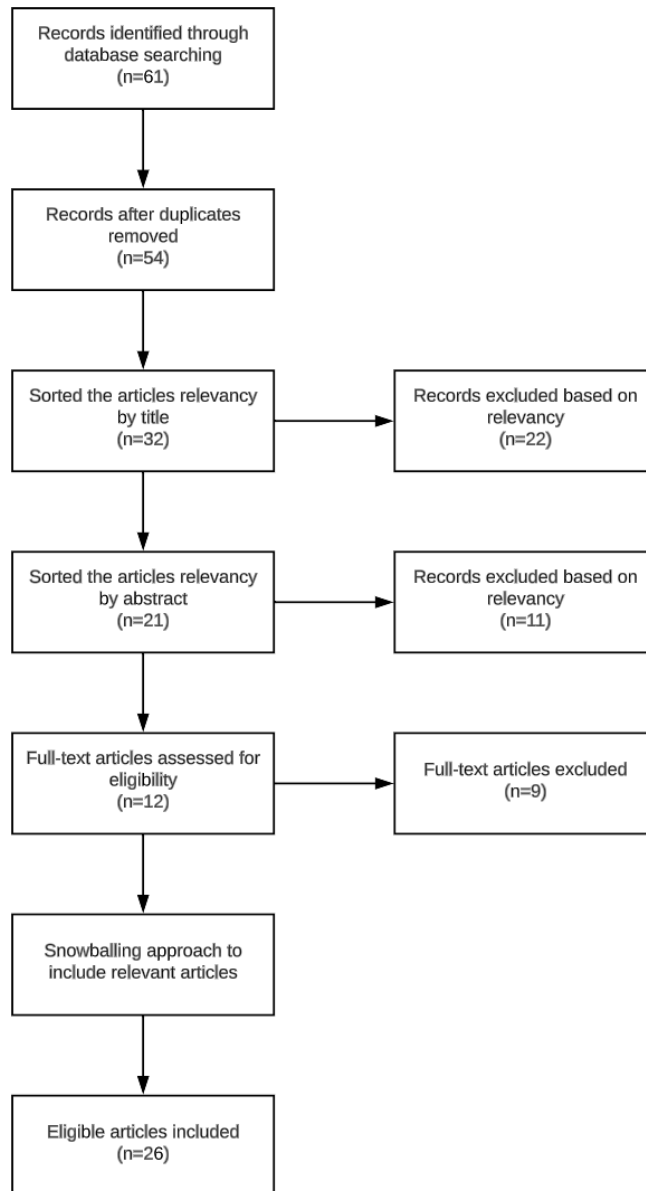 Records identified through
database searching
(n=61)
Records after duplicates
removed
(n=54)
Sorted the articles relevancy
by title
(n=32)
Records excluded based on
relevancy
(n=22)
Sorted the articles relevancy
by abstract
(n=21)
Records excluded based on
relevancy
(n=11)
Full-text articles assessed for
eligibility
(n=12)
Full-text articles excluded
(n=9)
Snowballing approach to
include relevant articles
Eligible articles included
(n=26)